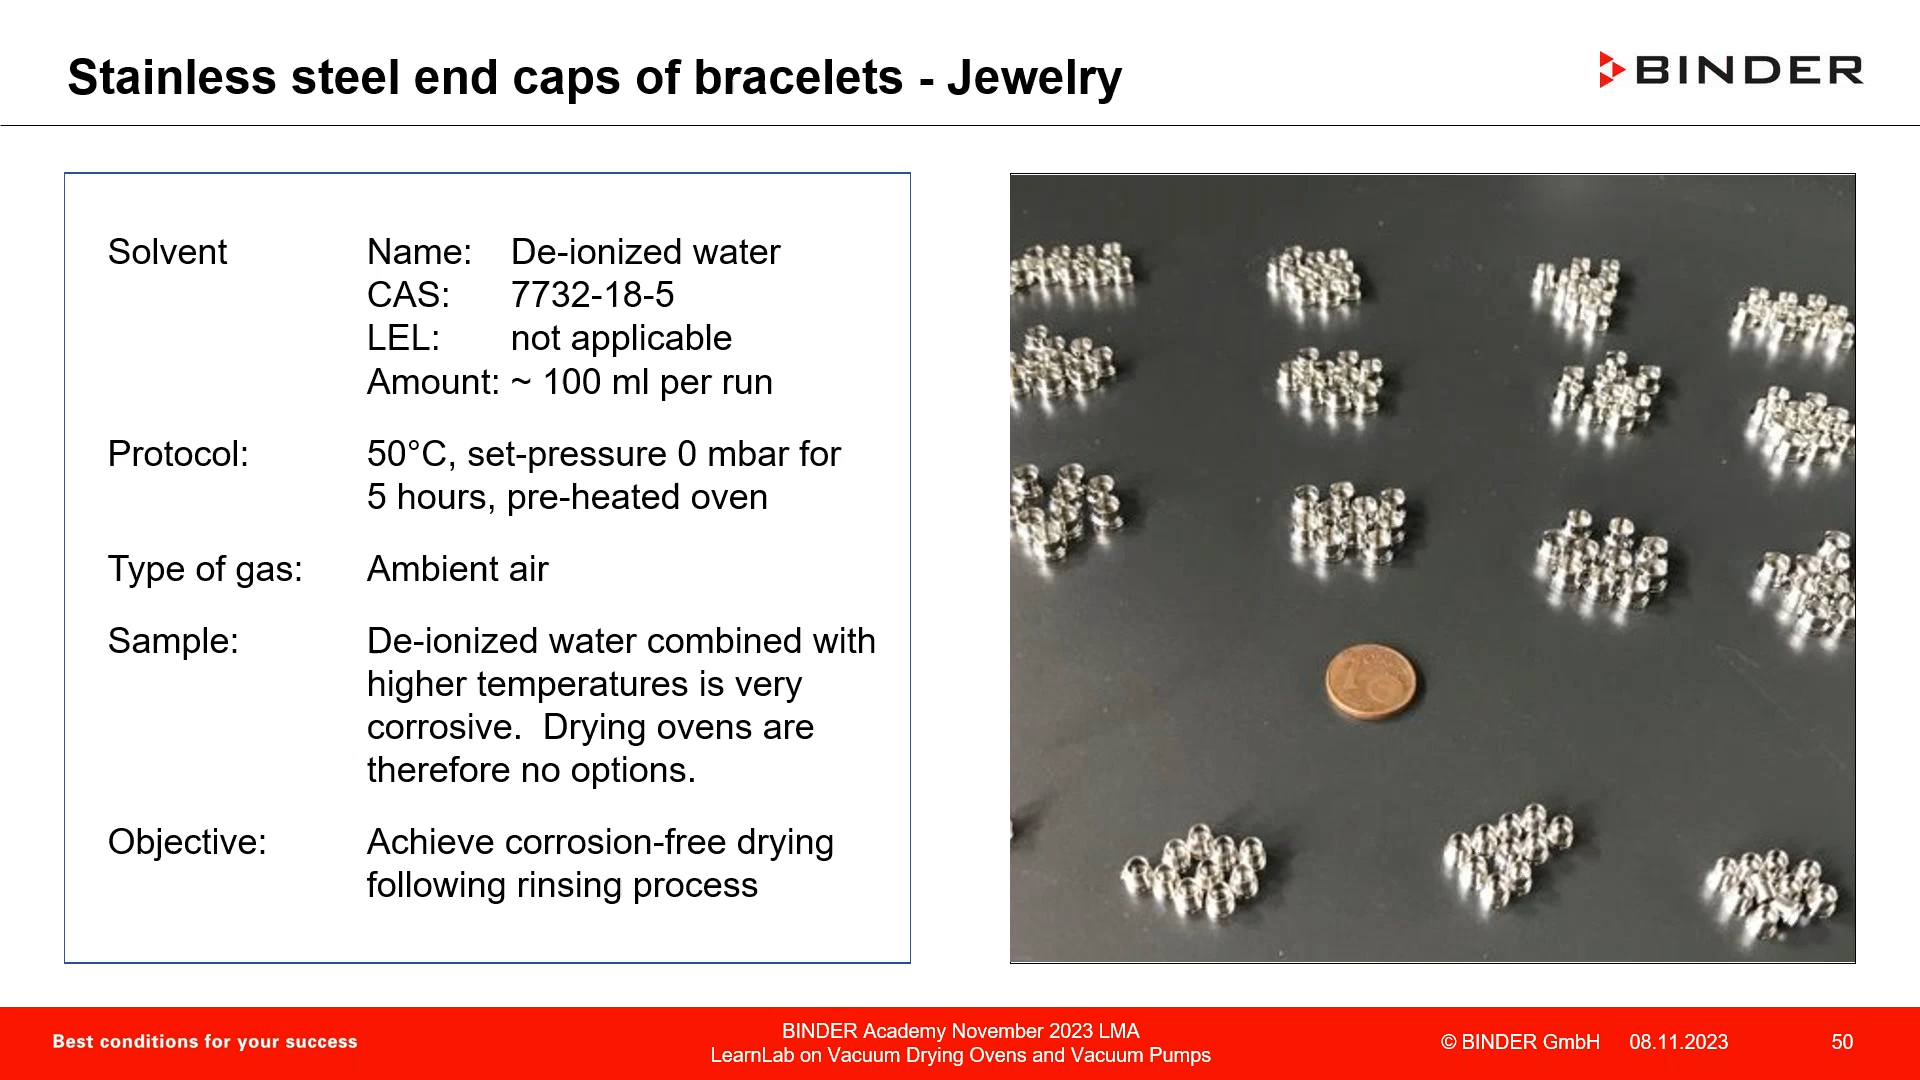 Stainless steel end caps of bracelets - Jewelry
BINDER
Solvent Name: De-ionized water
CAS: 7732-18-5
LEL: not applicable
Amount: ~ 100 ml per run
Protocol: 50°C, set-pressure 0 mbar for
5 hours, pre-heated oven
Type of gas: Ambient air
Sample: De-ionized water combined with
higher temperatures is very
corrosive. Drying ovens are
therefore no options.
Objective: Achieve corrosion-free drying
following rinsing process
Best conditions for your success
BINDER Academy November 2023 LMA
LearnLab on Vacuum Drying Ovens and Vacuum Pumps
© BINDER GmbH 08.11.2023 50